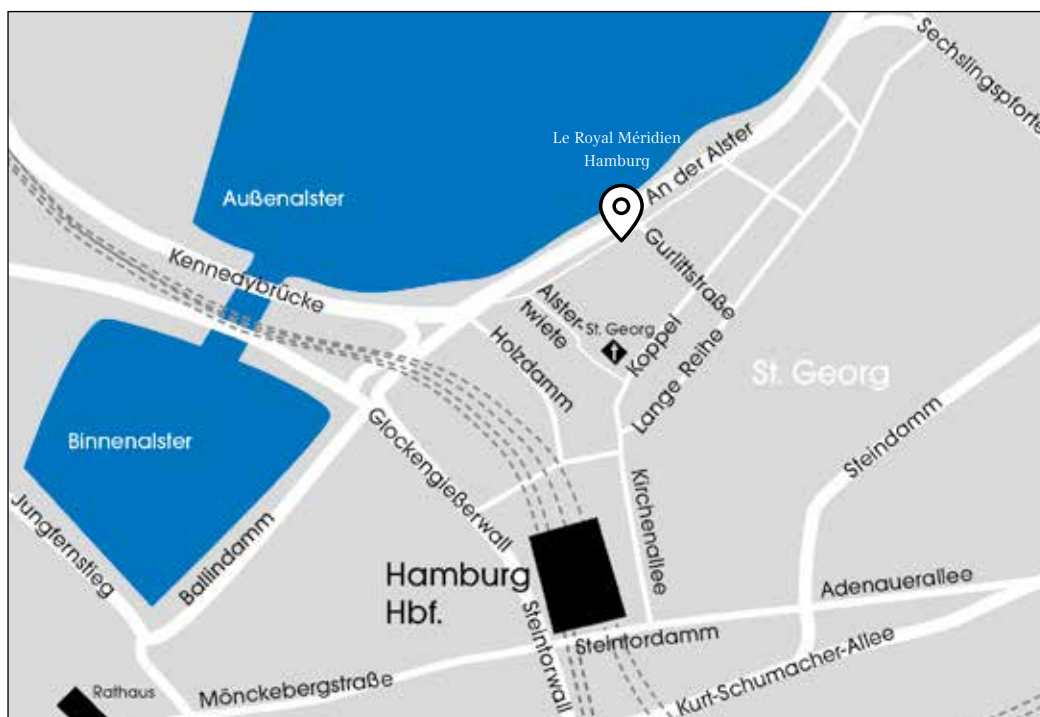 Sechslingspforte
Le Royal Méridien
Hamburg
An der Alster
Außenalster
Gurlittstraße
Kennedybrücke
Alster-
twiete
St. Georg
Koppel
Holzdamm
Lange Reihe
St. Georg
Binnenalster
Glockengießerwall
Steindamm
Jungfernstieg
Ballindamm
Kirchenallee
Hamburg
Hbf.
Adenauerallee
Steintorwall
Steintordamm
Rathaus
Mönckebergstraße
Kurt-Schumacher-Allee